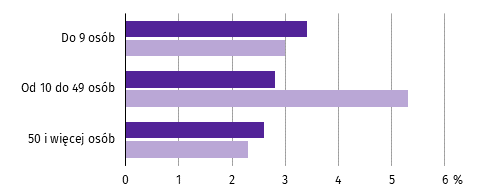 Do 9 osób
Od 10 do 49 osób
50 i więcej osób
0 1 2 3 4 5 6 %